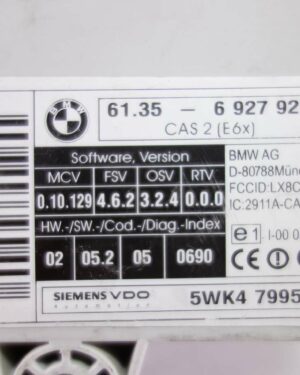 BMW
61.35 - 6 927 92
CAS 2 (E6x)
Software, Version
MCV FSV OSV RTV
0.10.129 4.6.2 3.2.4 0.0.0
HW.-/SW.-/Cod./Diag.-Index
02 05.2 05 0690
BMW AG
D-80788Mün
FCCID:LX8C
IC:2911A-CA
e1 I-00 0
CE
SIEMENS VDO
Automotive
5WK4 7995